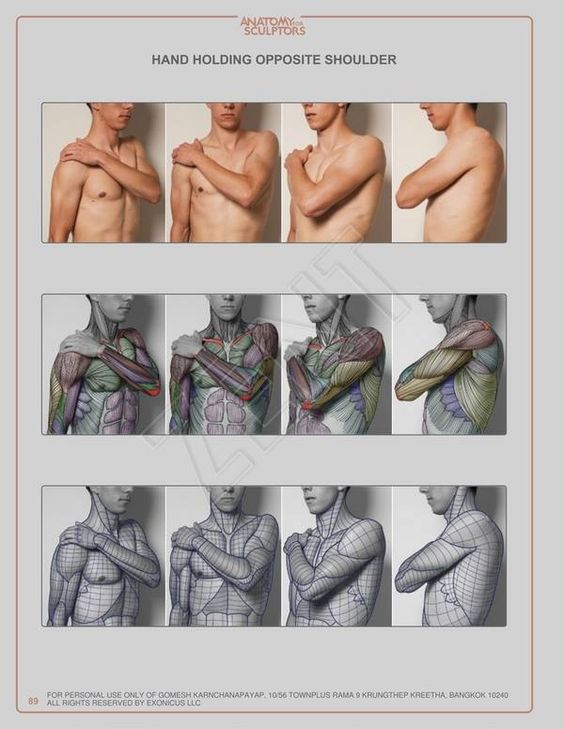 ANATOMY FOR
SCULPTORS
HAND HOLDING OPPOSITE SHOULDER
89
FOR PERSONAL USE ONLY OF GOMESH KARNCHANAPAYAP, 10/56 TOWNPLUS RAMA 9 KRUNGTHEP KREETHA, BANGKOK 10240
ALL RIGHTS RESERVED BY EXONICUS LLC